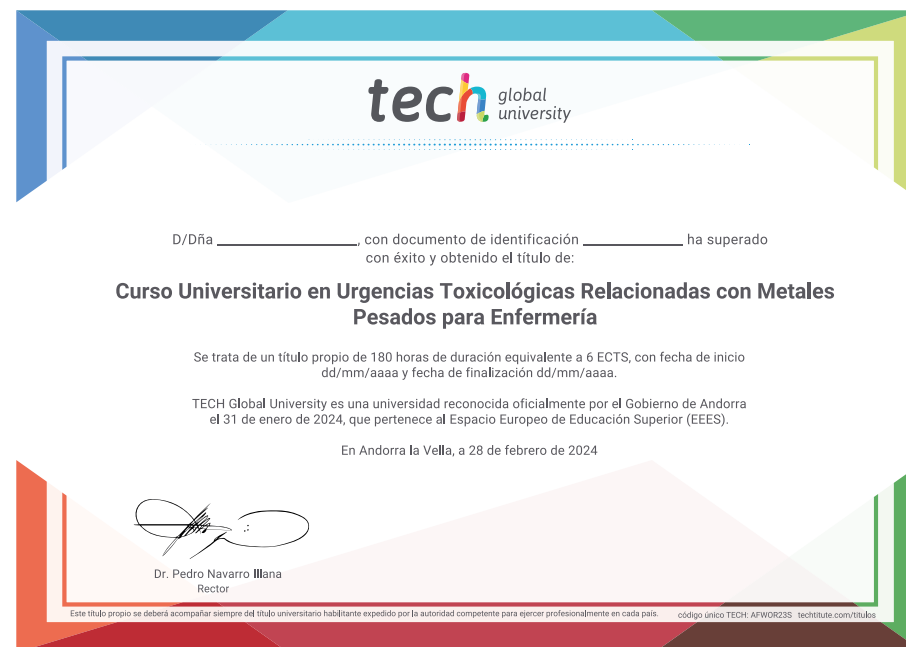 tech global university
D/Dña ____________________, con documento de identificación ______________ ha superado
con éxito y obtenido el título de:
Curso Universitario en Urgencias Toxicológicas Relacionadas con Metales
Pesados para Enfermería
Se trata de un título propio de 180 horas de duración equivalente a 6 ECTS, con fecha de inicio
dd/mm/aaaa y fecha de finalización dd/mm/aaaa.
TECH Global University es una universidad reconocida oficialmente por el Gobierno de Andorra
el 31 de enero de 2024, que pertenece al Espacio Europeo de Educación Superior (EEES).
En Andorra la Vella, a 28 de febrero de 2024
Dr. Pedro Navarro Illana
Rector
Este título propio se deberá acompañar siempre del título universitario habilitante expedido por la autoridad competente para ejercer profesionalmente en cada país. código único TECH: AFWOR23S techtitute.com/titulos